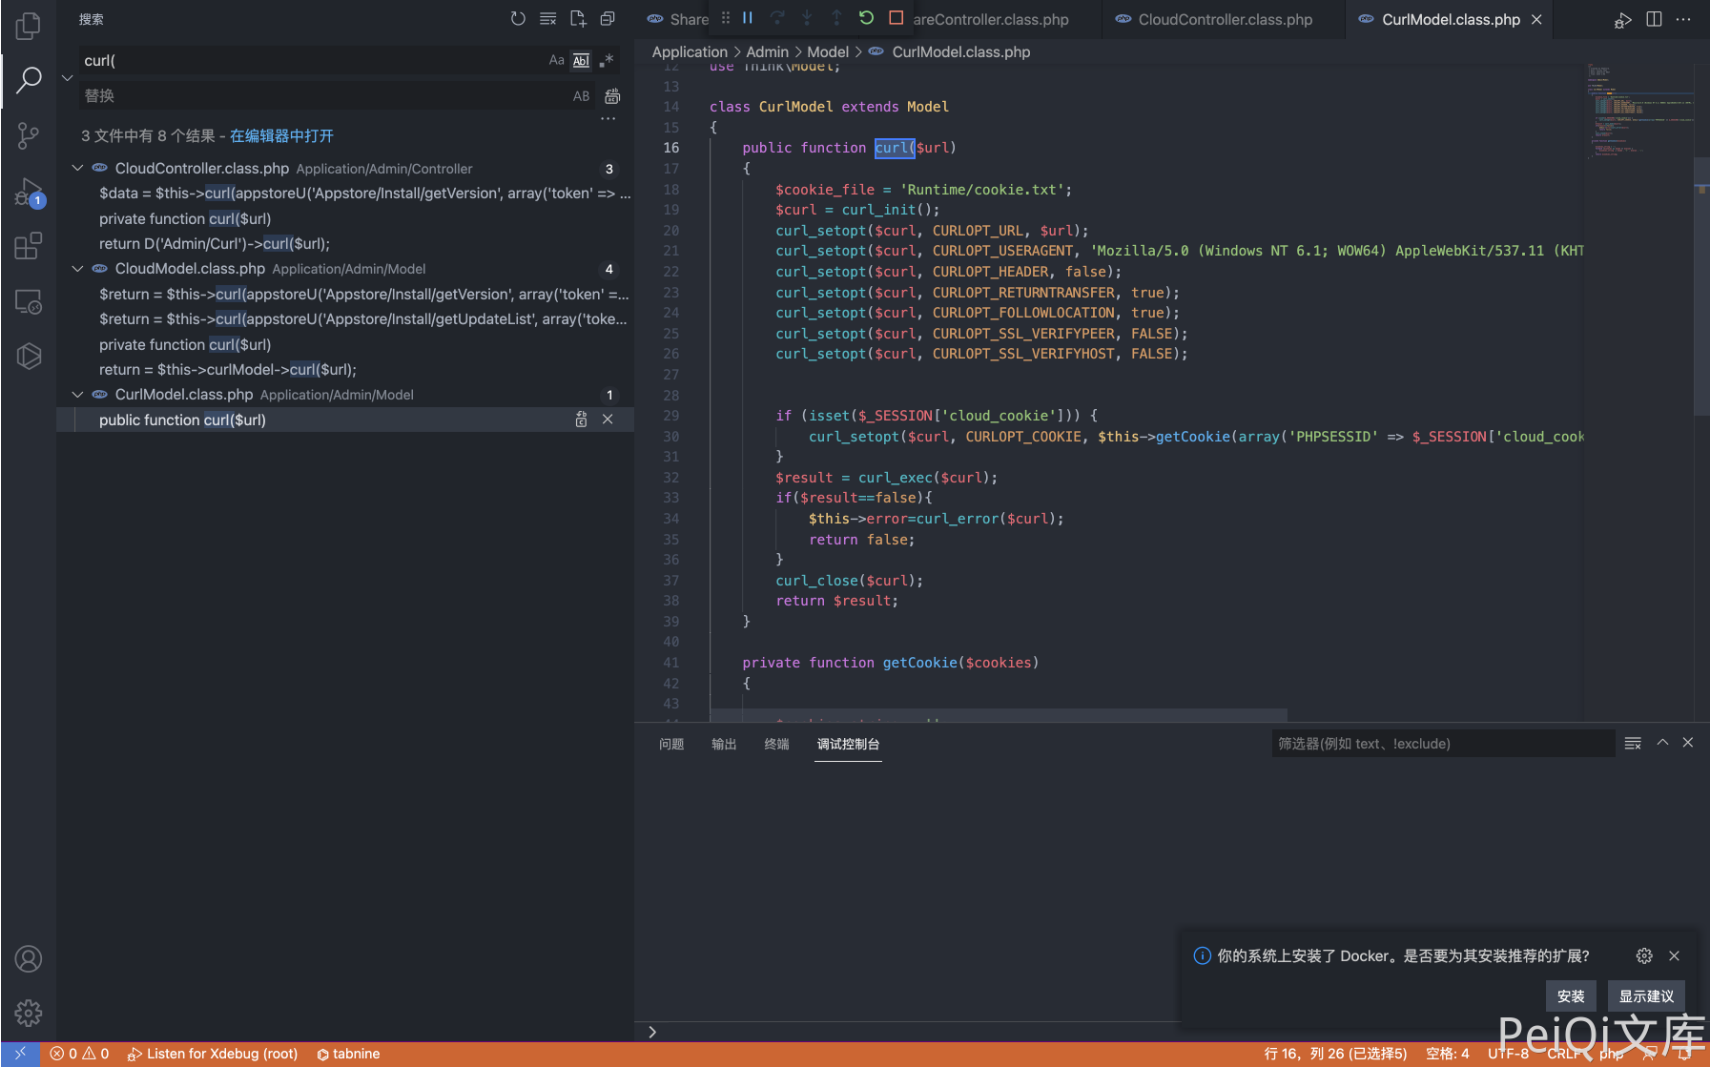 搜索
curl(
Aa Abl .*
替换
AB
3 文件中有 8 个结果 - 在编辑器中打开
CloudController.class.php Application/Admin/Controller 3
$data = $this->curl(appstoreU('Appstore/Install/getVersion', array('token' => ...
private function curl($url)
return D('Admin/Curl')->curl($url);
CloudModel.class.php Application/Admin/Model 4
$return = $this->curl(appstoreU('Appstore/Install/getVersion', array('token' =...
$return = $this->curl(appstoreU('Appstore/Install/getUpdateList', array('toke...
private function curl($url)
return = $this->curlModel->curl($url);
CurlModel.class.php Application/Admin/Model 1
public function curl($url)
1
Share
areController.class.php
CloudController.class.php
CurlModel.class.php
Application > Admin > Model > CurlModel.class.php
12 use Think\Model;
13
14 class CurlModel extends Model
15 {
16 public function curl($url)
17 {
18 $cookie_file = 'Runtime/cookie.txt';
19 $curl = curl_init();
20 curl_setopt($curl, CURLOPT_URL, $url);
21 curl_setopt($curl, CURLOPT_USERAGENT, 'Mozilla/5.0 (Windows NT 6.1; WOW64) AppleWebKit/537.11 (KHT
22 curl_setopt($curl, CURLOPT_HEADER, false);
23 curl_setopt($curl, CURLOPT_RETURNTRANSFER, true);
24 curl_setopt($curl, CURLOPT_FOLLOWLOCATION, true);
25 curl_setopt($curl, CURLOPT_SSL_VERIFYPEER, FALSE);
26 curl_setopt($curl, CURLOPT_SSL_VERIFYHOST, FALSE);
27
28
29 if (isset($_SESSION['cloud_cookie'])) {
30 curl_setopt($curl, CURLOPT_COOKIE, $this->getCookie(array('PHPSESSID' => $_SESSION['cloud_cook
31 }
32 $result = curl_exec($curl);
33 if($result==false){
34 $this->error=curl_error($curl);
35 return false;
36 }
37 curl_close($curl);
38 return $result;
39 }
40
41 private function getCookie($cookies)
42 {
43
问题 输出 终端 调试控制台
筛选器(例如 text、!exclude)
你的系统上安装了 Docker。是否要为其安装推荐的扩展?
安装 显示建议
0 0 Listen for Xdebug (root) tabnine
行 16，列 26 (已选择5) 空格: 4 UTF-8 CRLF php
PeiQi文库